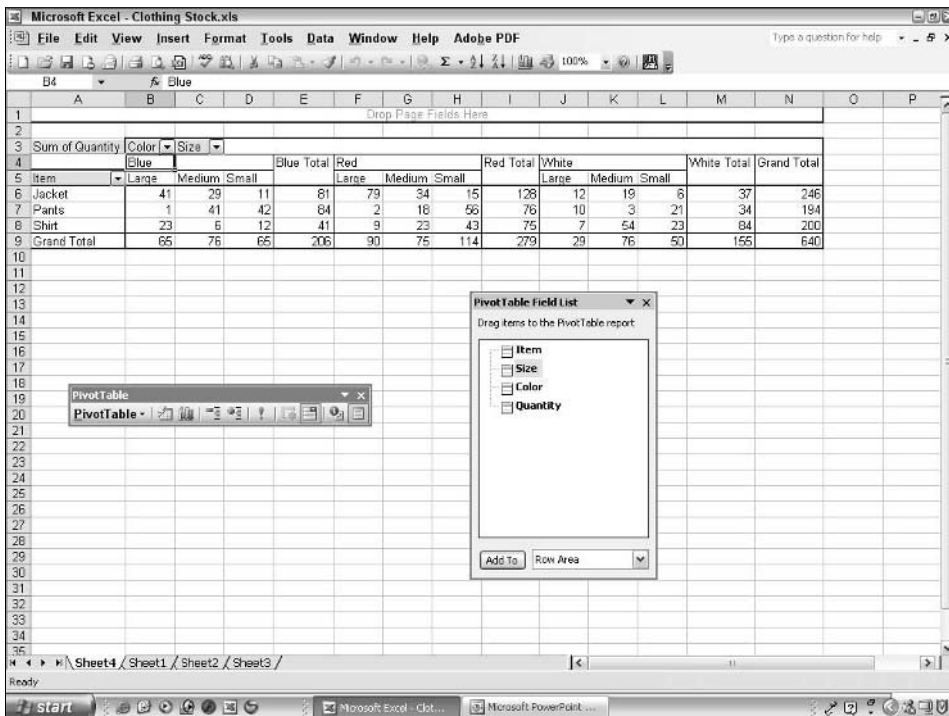 Microsoft Excel - Clothing Stock.xls
File Edit View Insert Format Tools Data Window Help Adobe PDF Type a question for help
100%
B4 fx Blue
A B C D E F G H I J K L M N O P
1 Drop Page Fields Here
2
3 Sum of Quantity Color Size
4 Blue Blue Total Red Red Total White White Total Grand Total
5 Item Large Medium Small Large Medium Small Large Medium Small
6 Jacket 41 29 11 81 79 34 15 128 12 19 6 37 246
7 Pants 1 41 42 84 2 18 56 76 10 3 21 34 194
8 Shirt 23 6 12 41 9 23 43 75 7 54 23 84 200
9 Grand Total 65 76 65 206 90 75 114 279 29 76 50 155 640
10
11
12
13
14
15
16
17
18
19
20
21
22
23
24
25
26
27
28
29
30
31
32
33
34
35
PivotTable Field List
Drag items to the PivotTable report
Item
Size
Color
Quantity
Add To Row Area
PivotTable
PivotTable
Sheet4 Sheet1 Sheet2 Sheet3
Ready
start Microsoft Excel - Clot... Microsoft PowerPoint ...